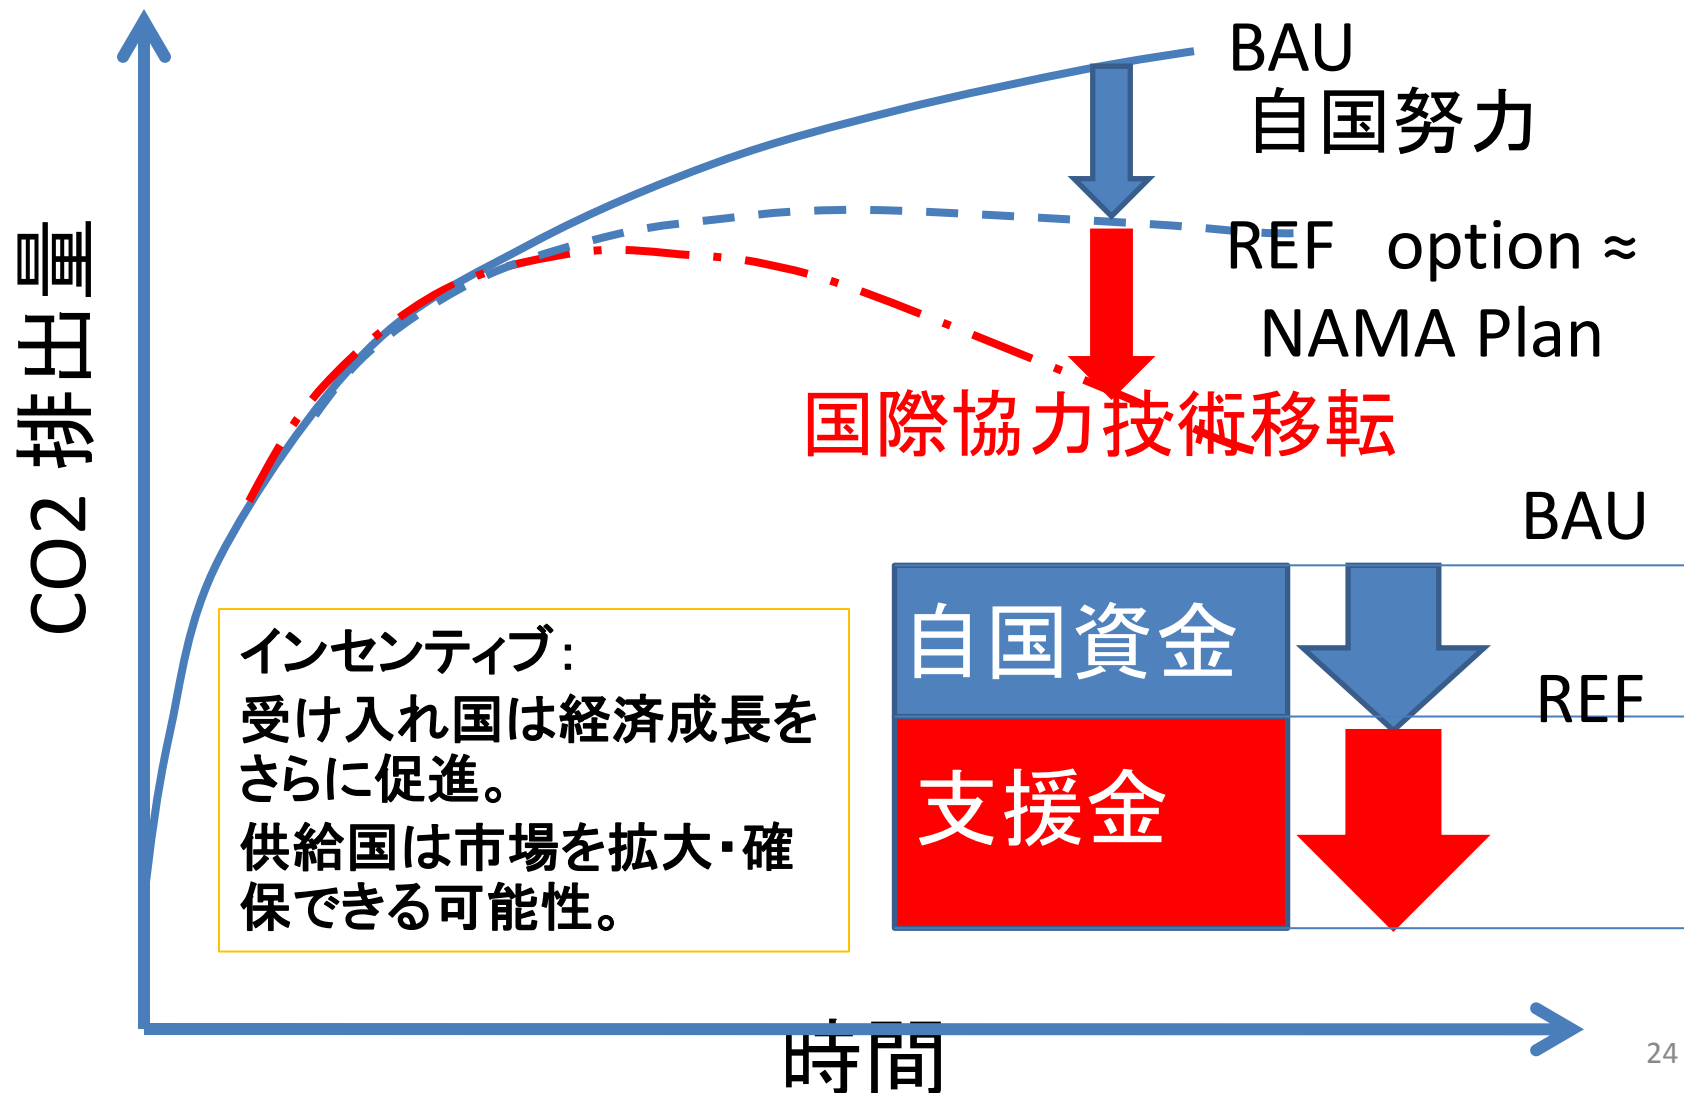 BAU
自国努力
REF option ≈
NAMA Plan
国際協力技術移転
CO2 排出量
BAU
自国資金
REF
支援金
インセンティブ：
受け入れ国は経済成長を
さらに促進。
供給国は市場を拡大・確
保できる可能性。
時間
24